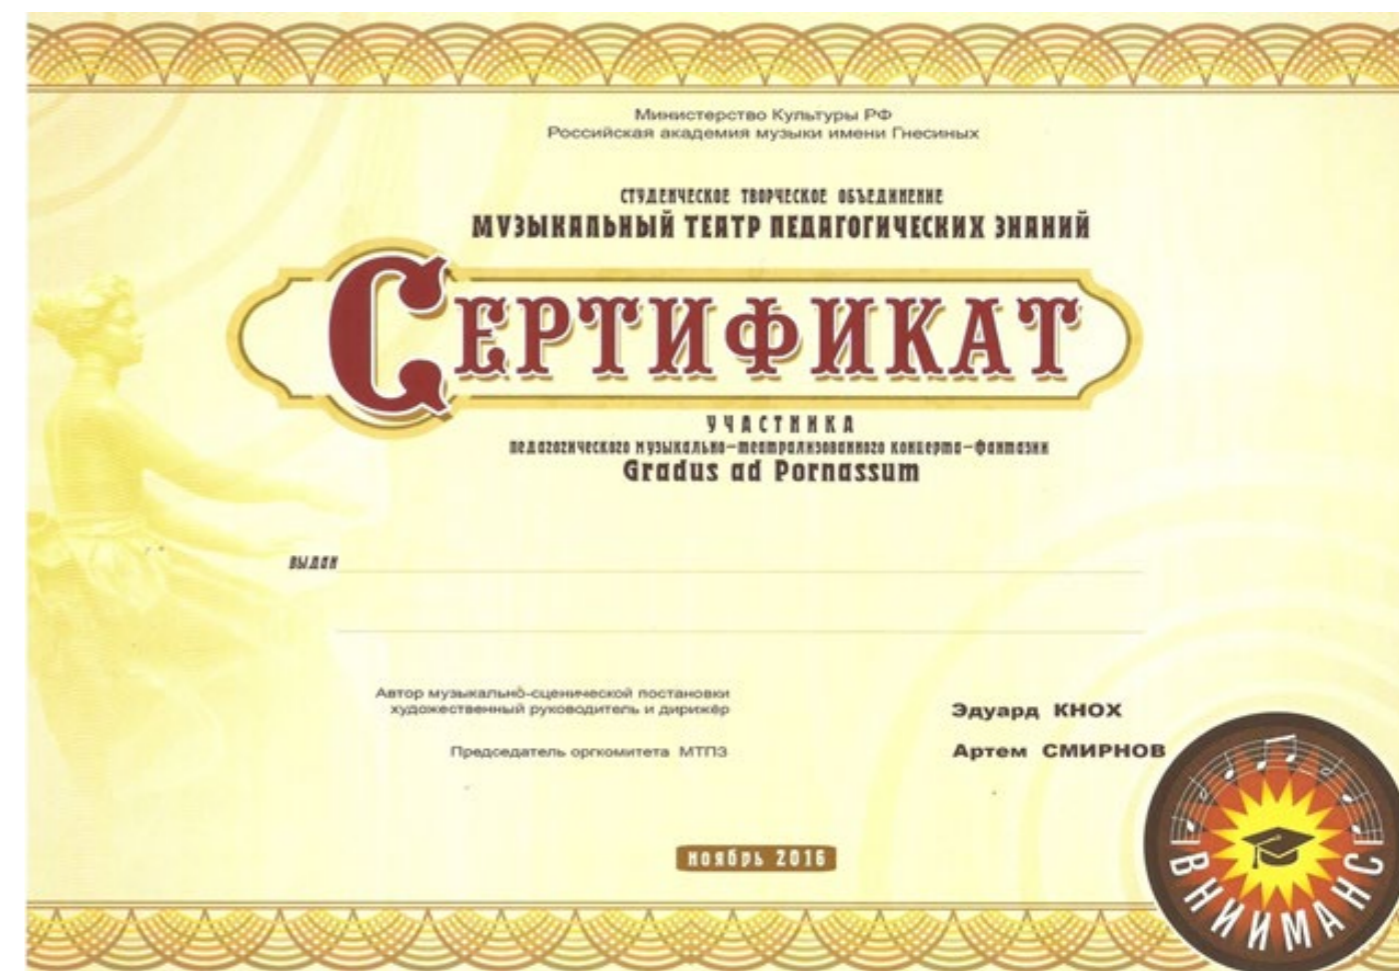 Министерство Культуры РФ
Российская академия музыки имени Гнесиных
СТУДЕНЧЕСКОЕ ТВОРЧЕСКОЕ ОБЪЕДИНЕНИЕ
МУЗЫКАЛЬНЫЙ ТЕАТР ПЕДАГОГИЧЕСКИХ ЗНАНИЙ
СЕРТИФИКАТ
УЧАСТНИКА
педагогического музыкально-театрализованного концерта-фантазии
Gradus ad Pornassum
выдан
Автор музыкально-сценической постановки
художественный руководитель и дирижёр
Эдуард КНОХ
Председатель оргкомитета МТПЗ
Артем СМИРНОВ
ноябрь 2016
ВНИИМАНС